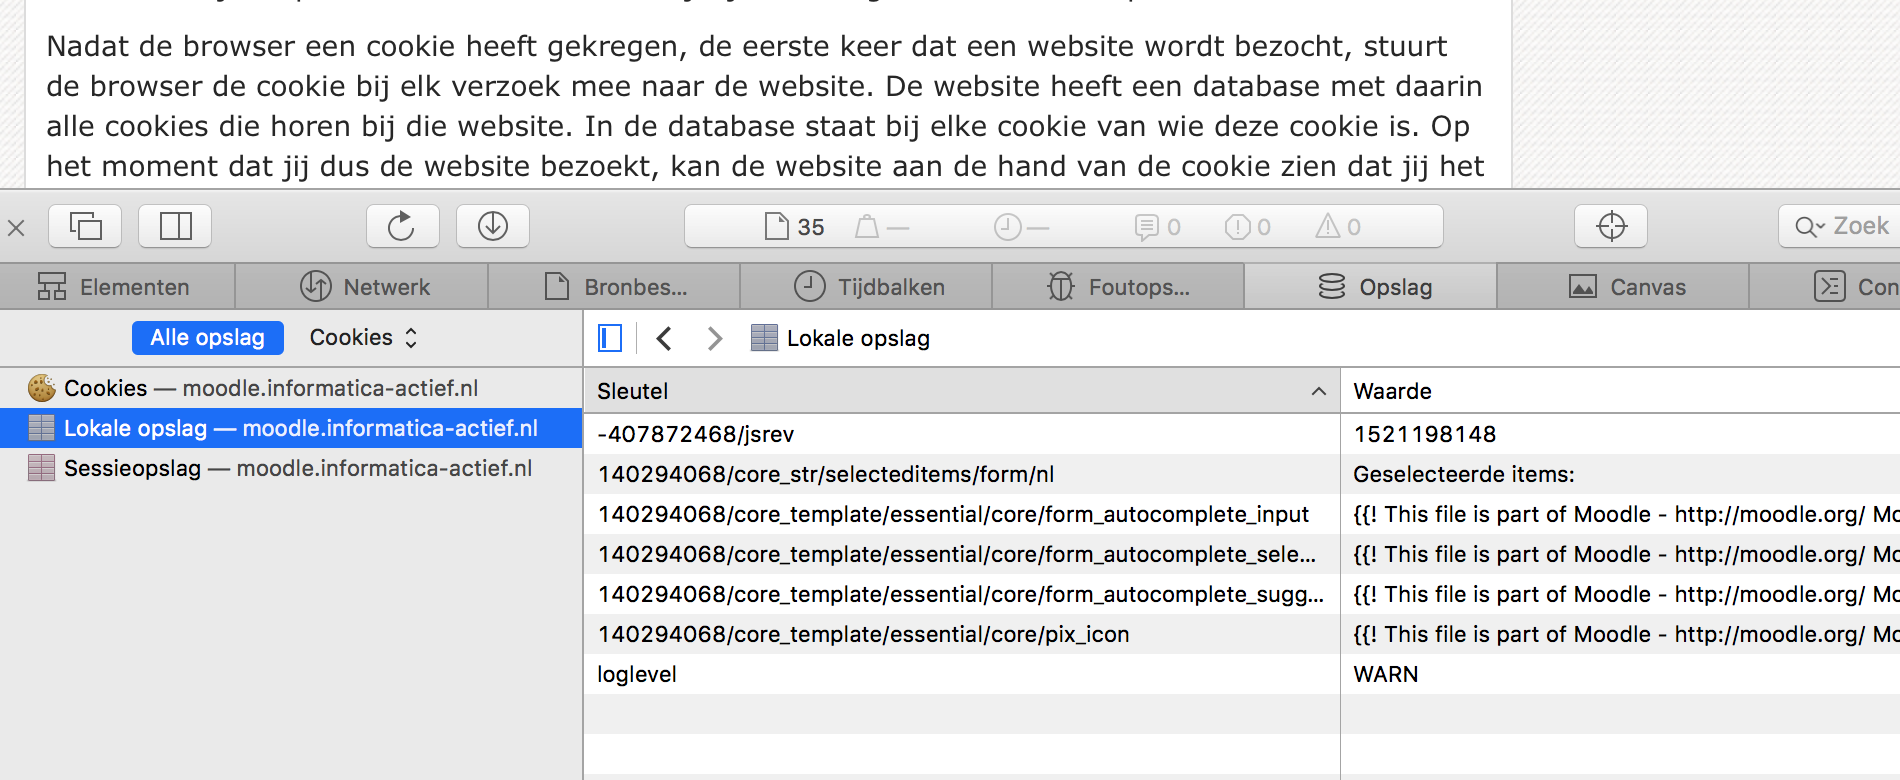 Nadat de browser een cookie heeft gekregen, de eerste keer dat een website wordt bezocht, stuurt
de browser de cookie bij elk verzoek mee naar de website. De website heeft een database met daarin
alle cookies die horen bij die website. In de database staat bij elke cookie van wie deze cookie is. Op
het moment dat jij dus de website bezoekt, kan de website aan de hand van de cookie zien dat jij het
35 — — 0 0 0 Zoek
Elementen Netwerk Bronbes... Tijdbalken Foutops... Opslag Canvas Con
Alle opslag Cookies Lokale opslag
Cookies — moodle.informatica-actief.nl
Lokale opslag — moodle.informatica-actief.nl
Sessieopslag — moodle.informatica-actief.nl
Sleutel Waarde
-407872468/jsrev 1521198148
140294068/core_str/selecteditems/form/nl Geselecteerde items:
140294068/core_template/essential/core/form_autocomplete_input {{! This file is part of Moodle - http://moodle.org/ Mo
140294068/core_template/essential/core/form_autocomplete_sele... {{! This file is part of Moodle - http://moodle.org/ Mo
140294068/core_template/essential/core/form_autocomplete_sugg... {{! This file is part of Moodle - http://moodle.org/ Mo
140294068/core_template/essential/core/pix_icon {{! This file is part of Moodle - http://moodle.org/ Mo
loglevel WARN